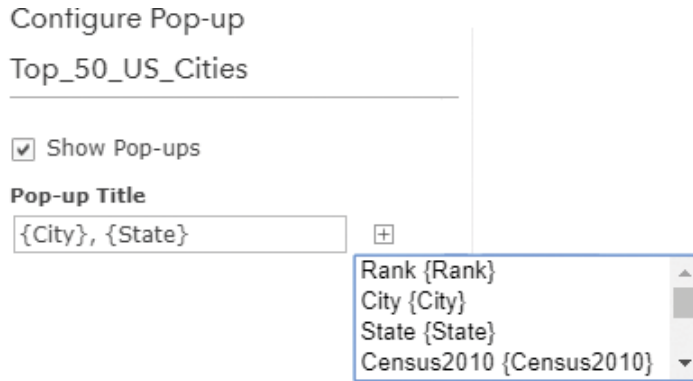 Configure Pop-up
Top_50_US_Cities
Show Pop-ups
Pop-up Title
{City}, {State}
Rank {Rank}
City {City}
State {State}
Census2010 {Census2010}